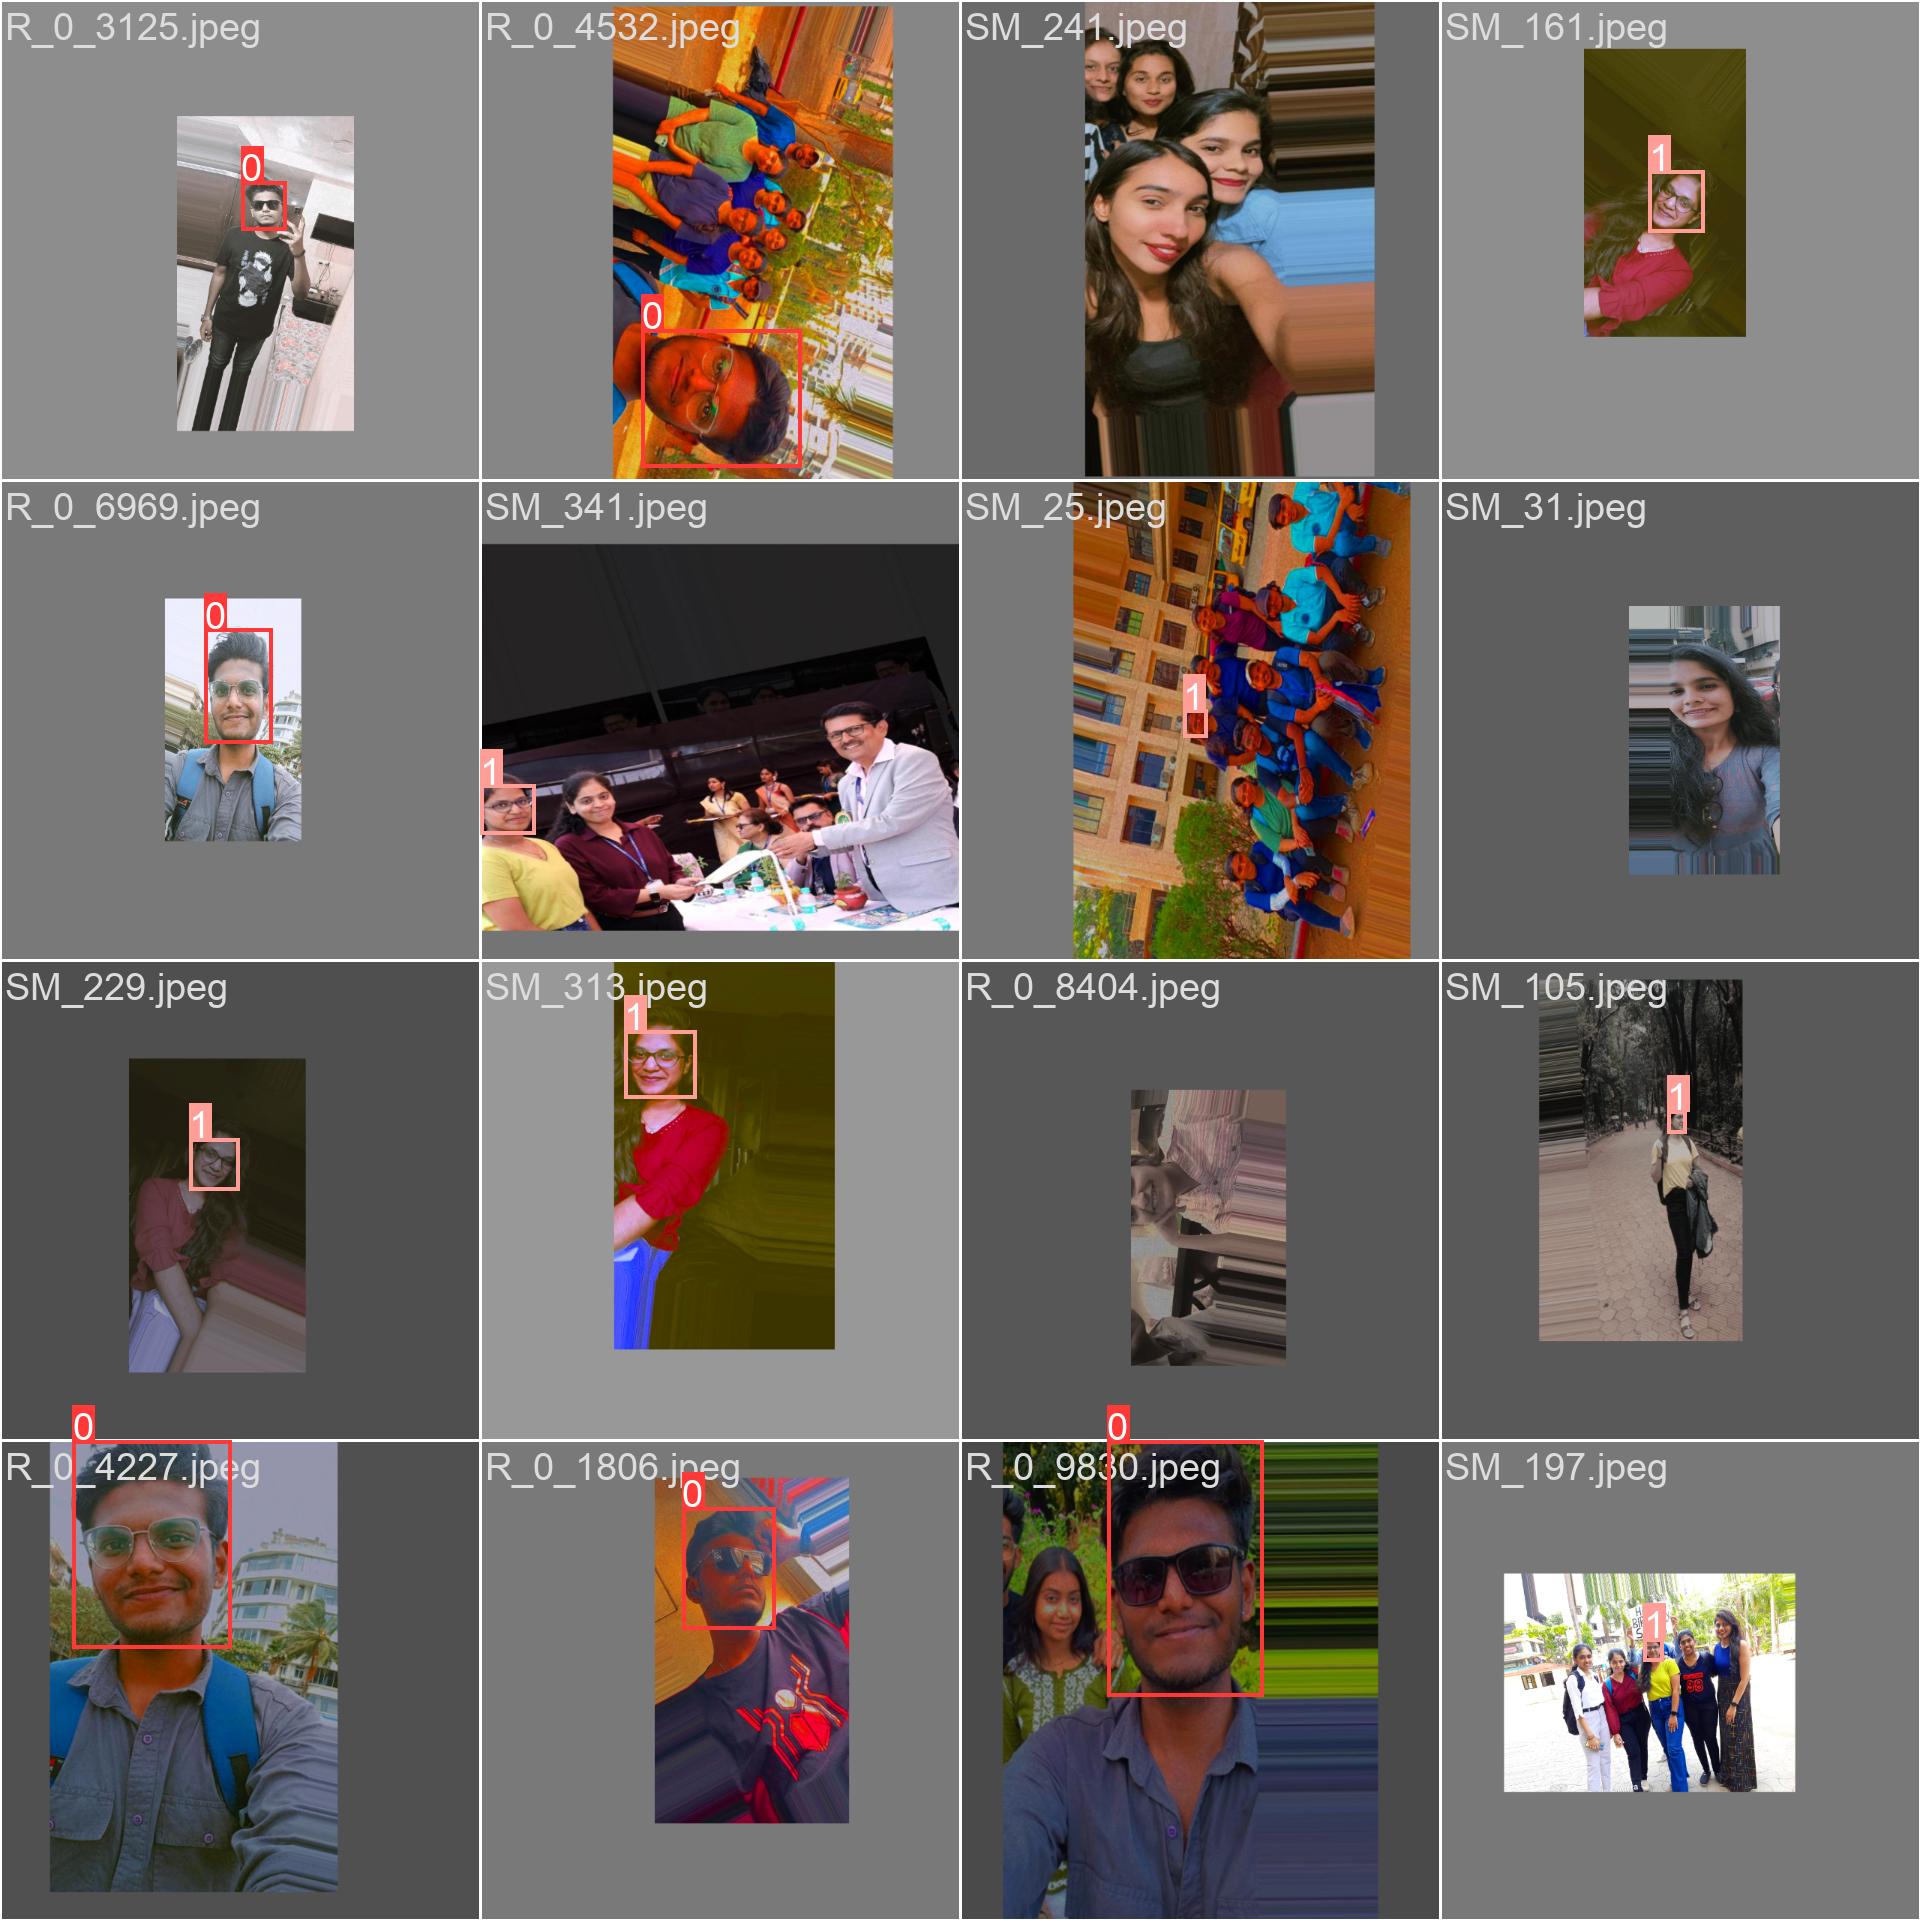 R_0_3125.jpeg
R_0_4532.jpeg
SM_241.jpeg
SM_161.jpeg
0
0
1
R_0_6969.jpeg
SM_341.jpeg
SM_25.jpeg
SM_31.jpeg
0
1
1
SM_229.jpeg
SM_313.jpeg
R_0_8404.jpeg
SM_105.jpeg
1
1
1
0
0
R_0_4227.jpeg
R_0_1806.jpeg
R_0_9830.jpeg
SM_197.jpeg
0
1
98